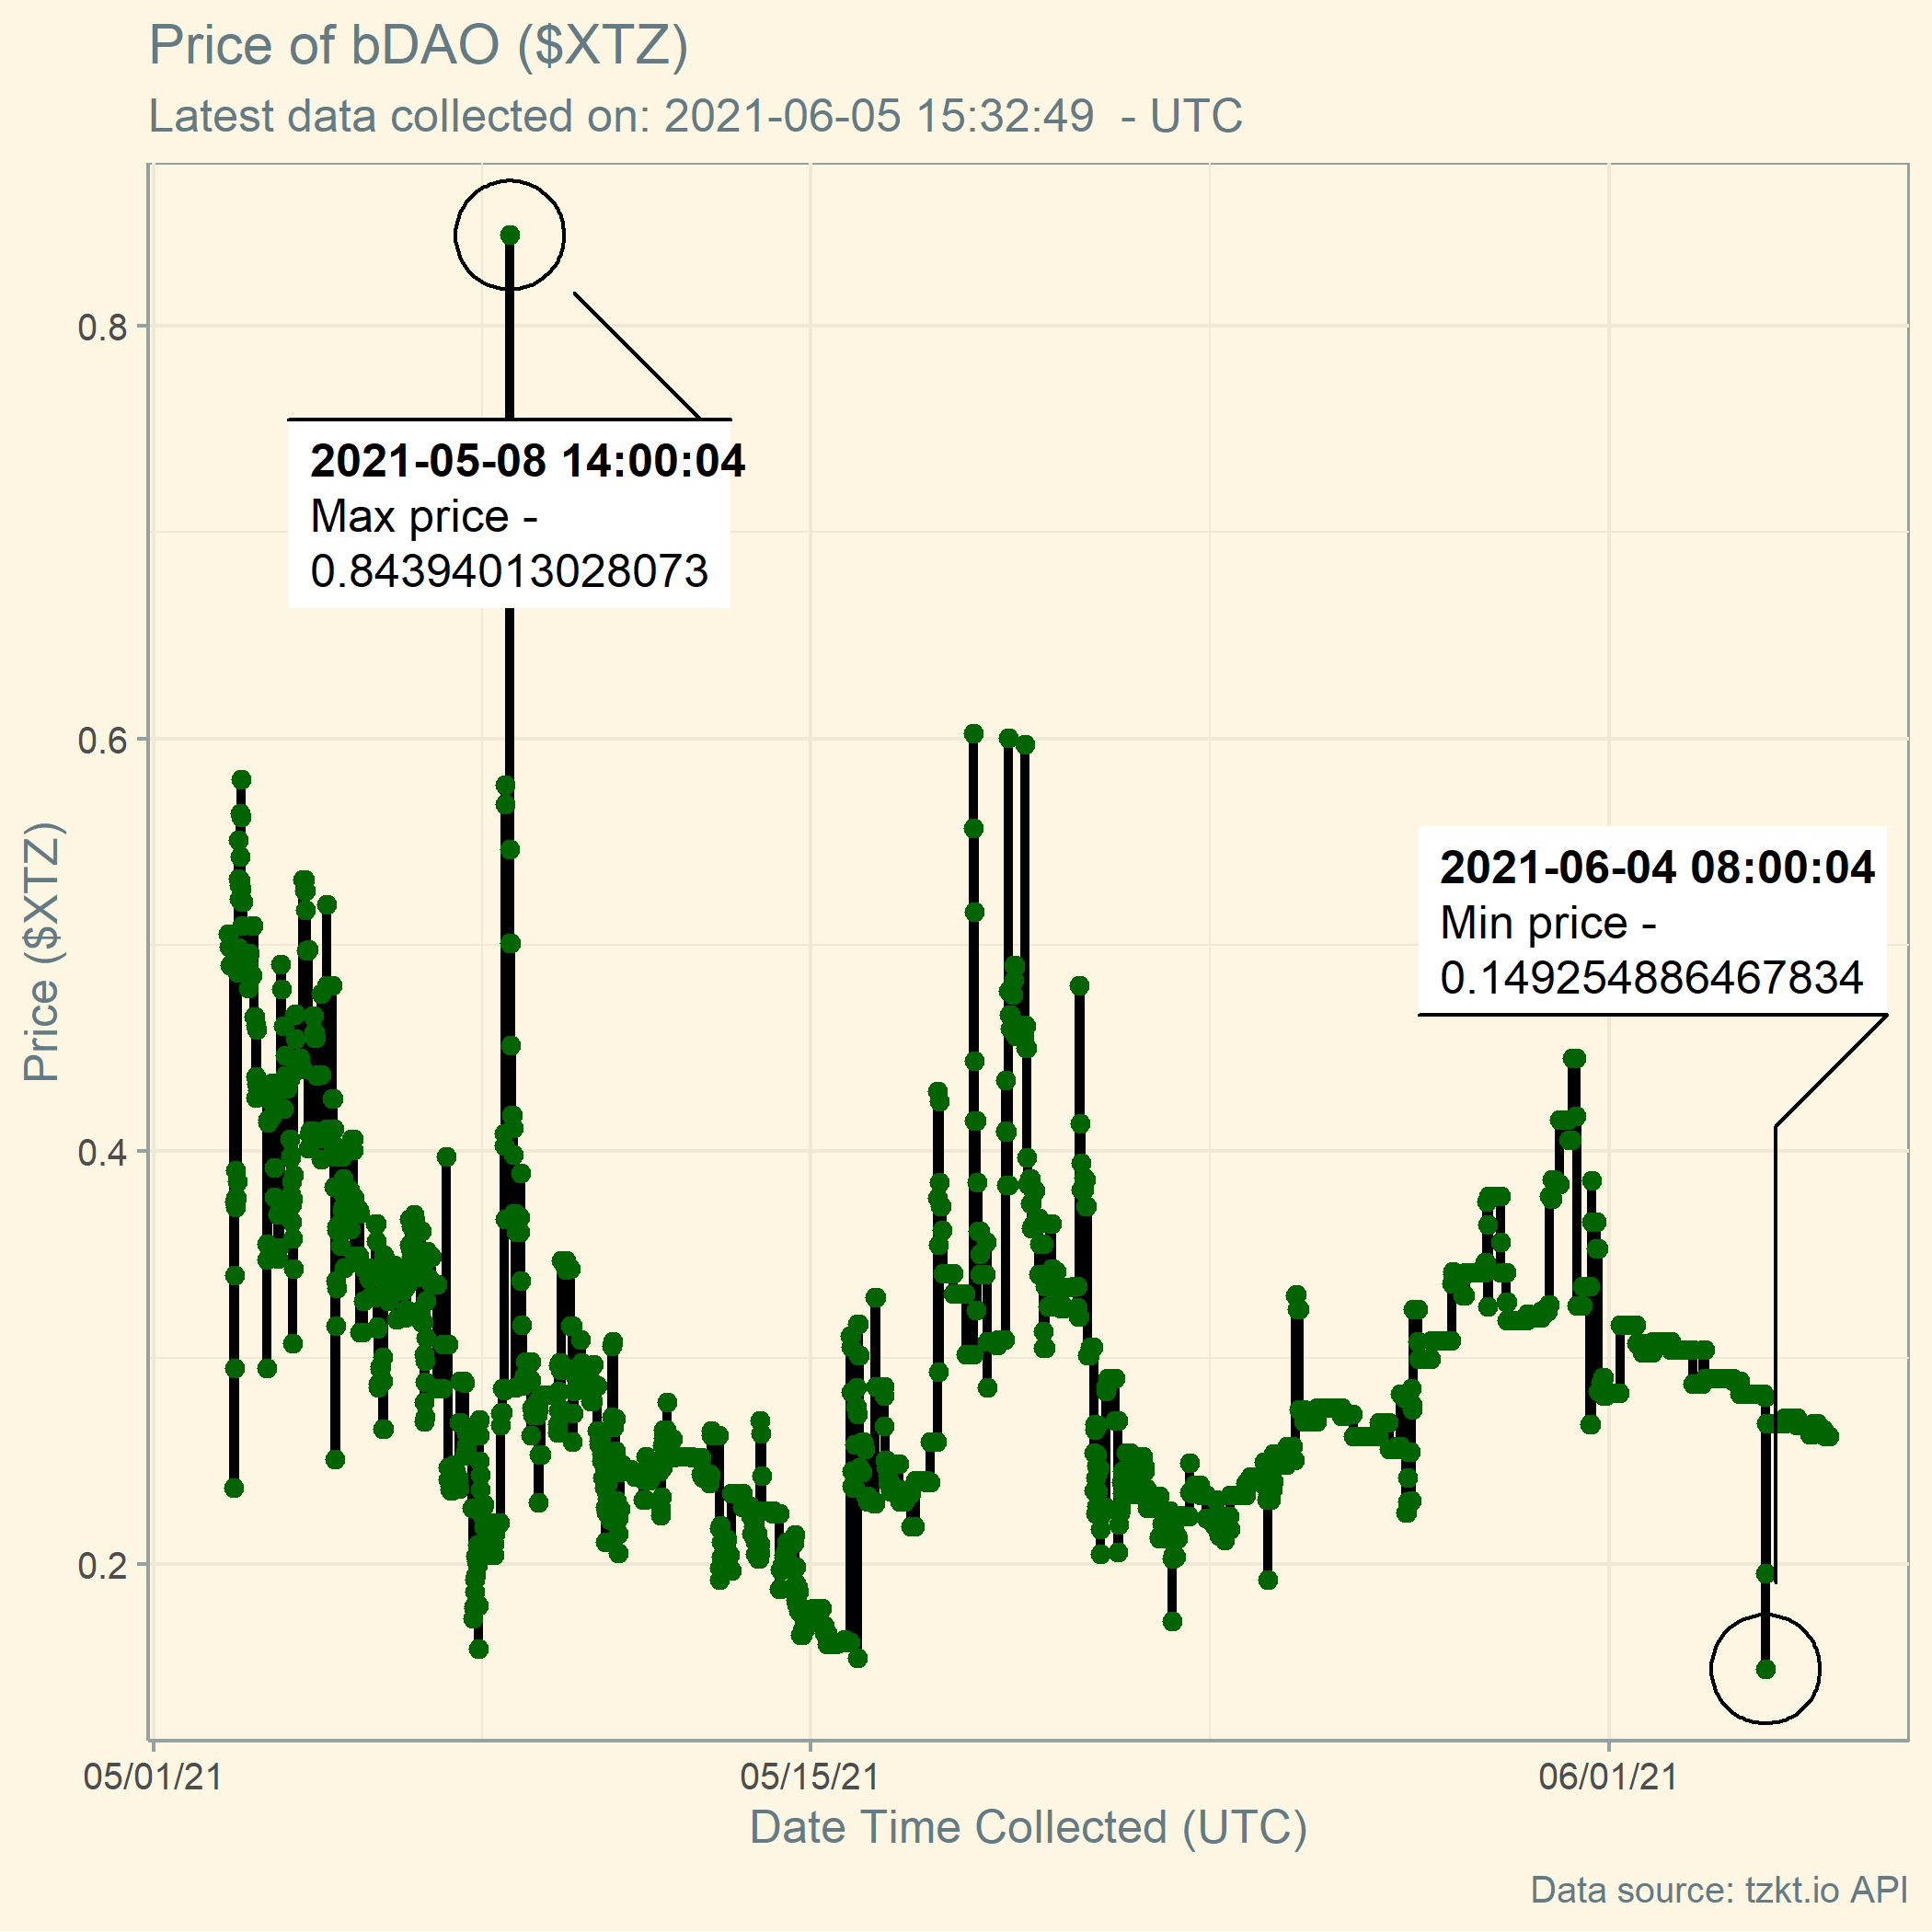 Price of bDAO ($XTZ)
Latest data collected on: 2021-06-05 15:32:49  - UTC
2021-05-08 14:00:04
Max price -
0.84394013028073
2021-06-04 08:00:04
Min price -
0.149254886467834
Price ($XTZ)
0.8
0.6
0.4
0.2
05/01/21
05/15/21
06/01/21
Date Time Collected (UTC)
Data source: tzkt.io API